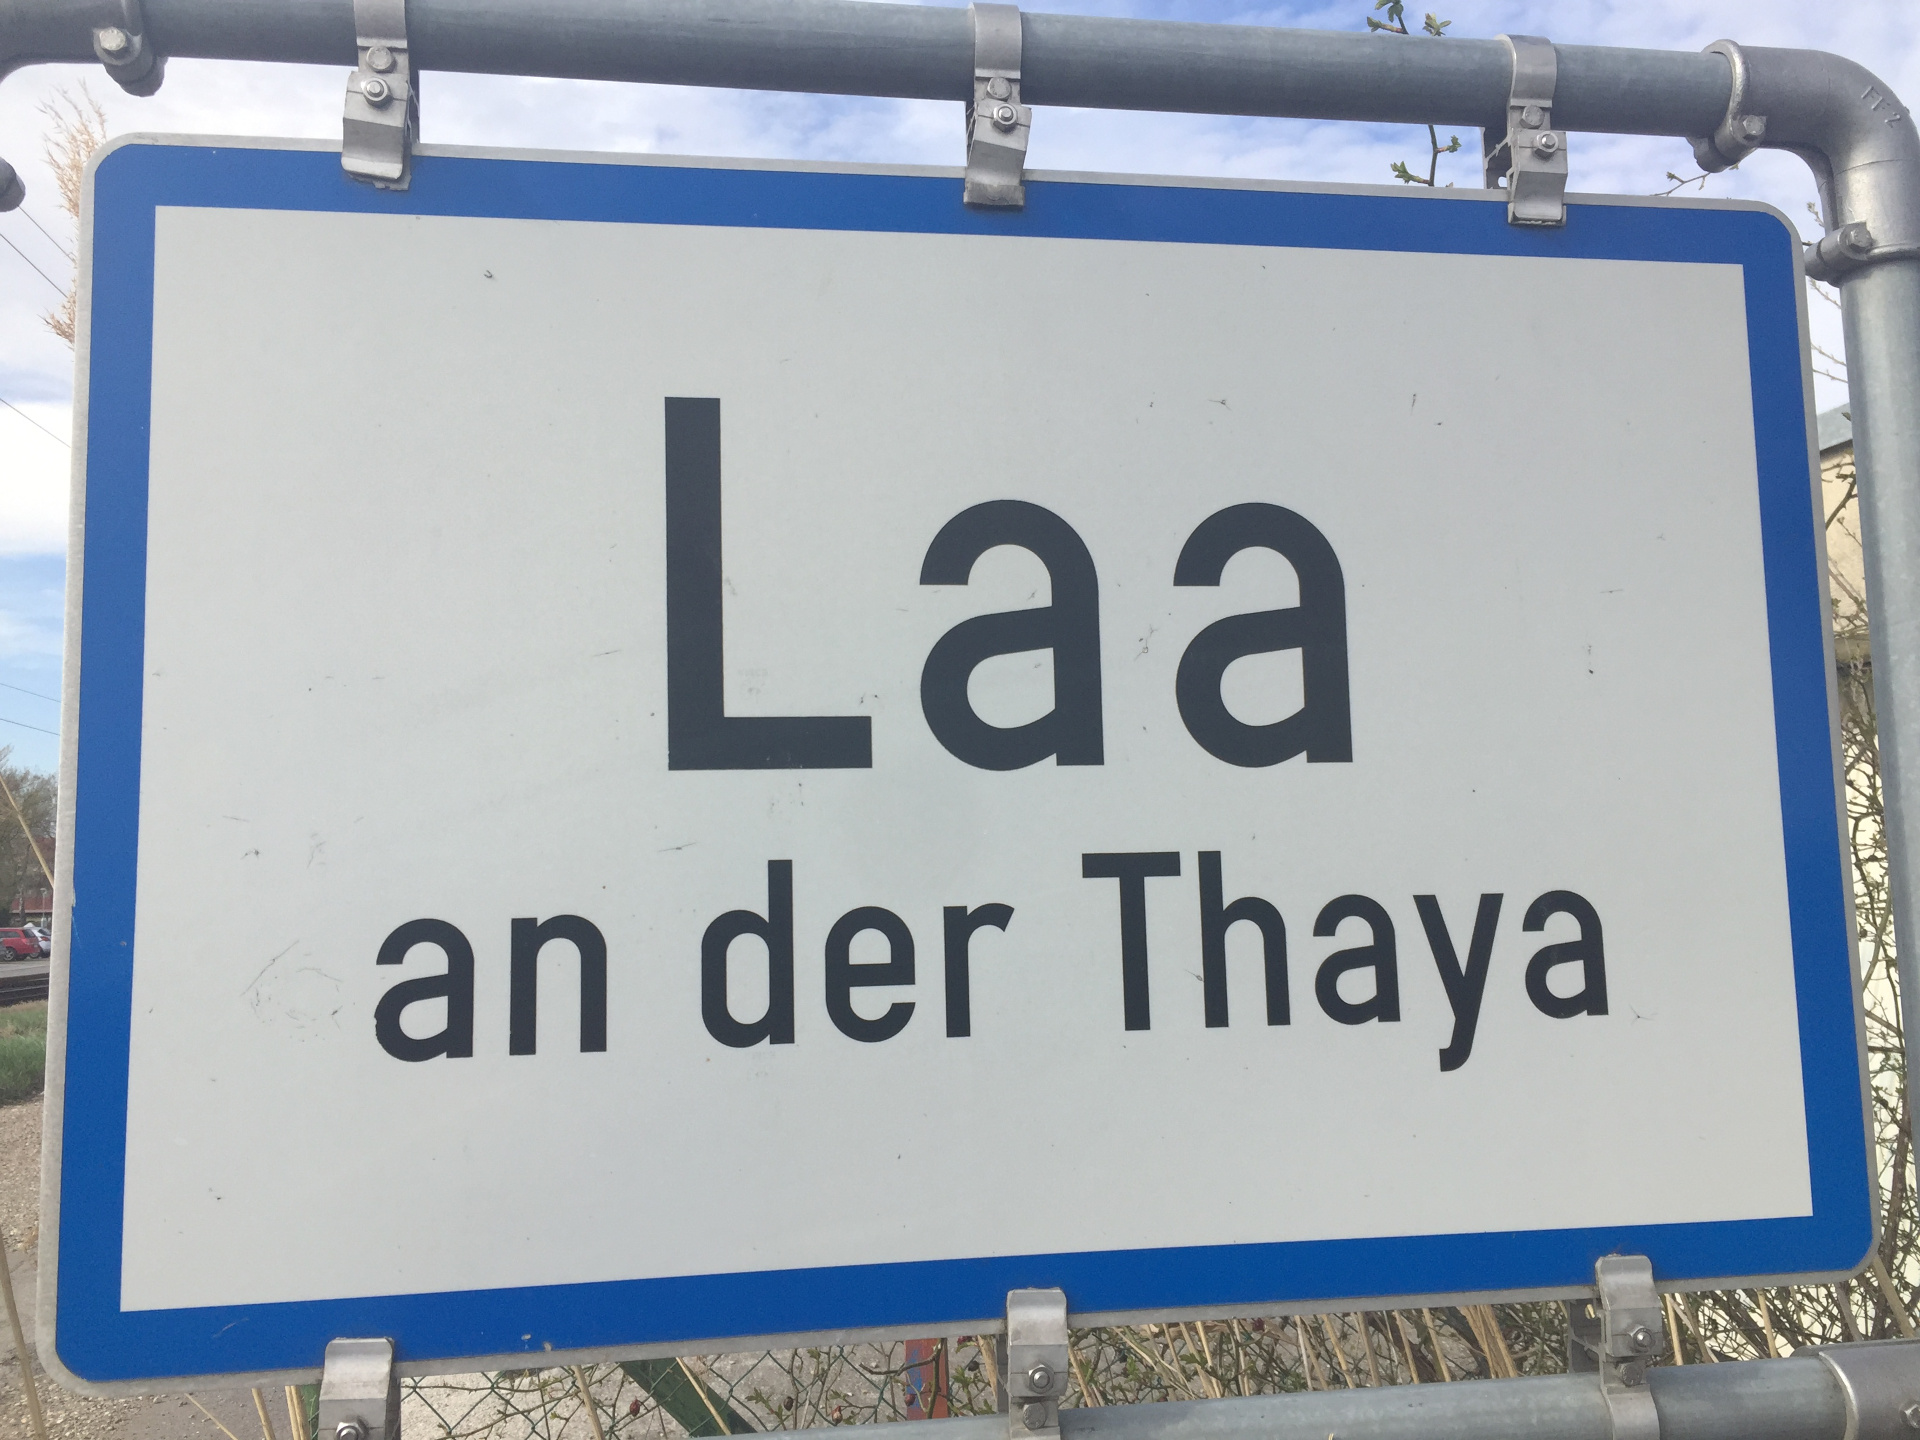 Laa
an der Thaya